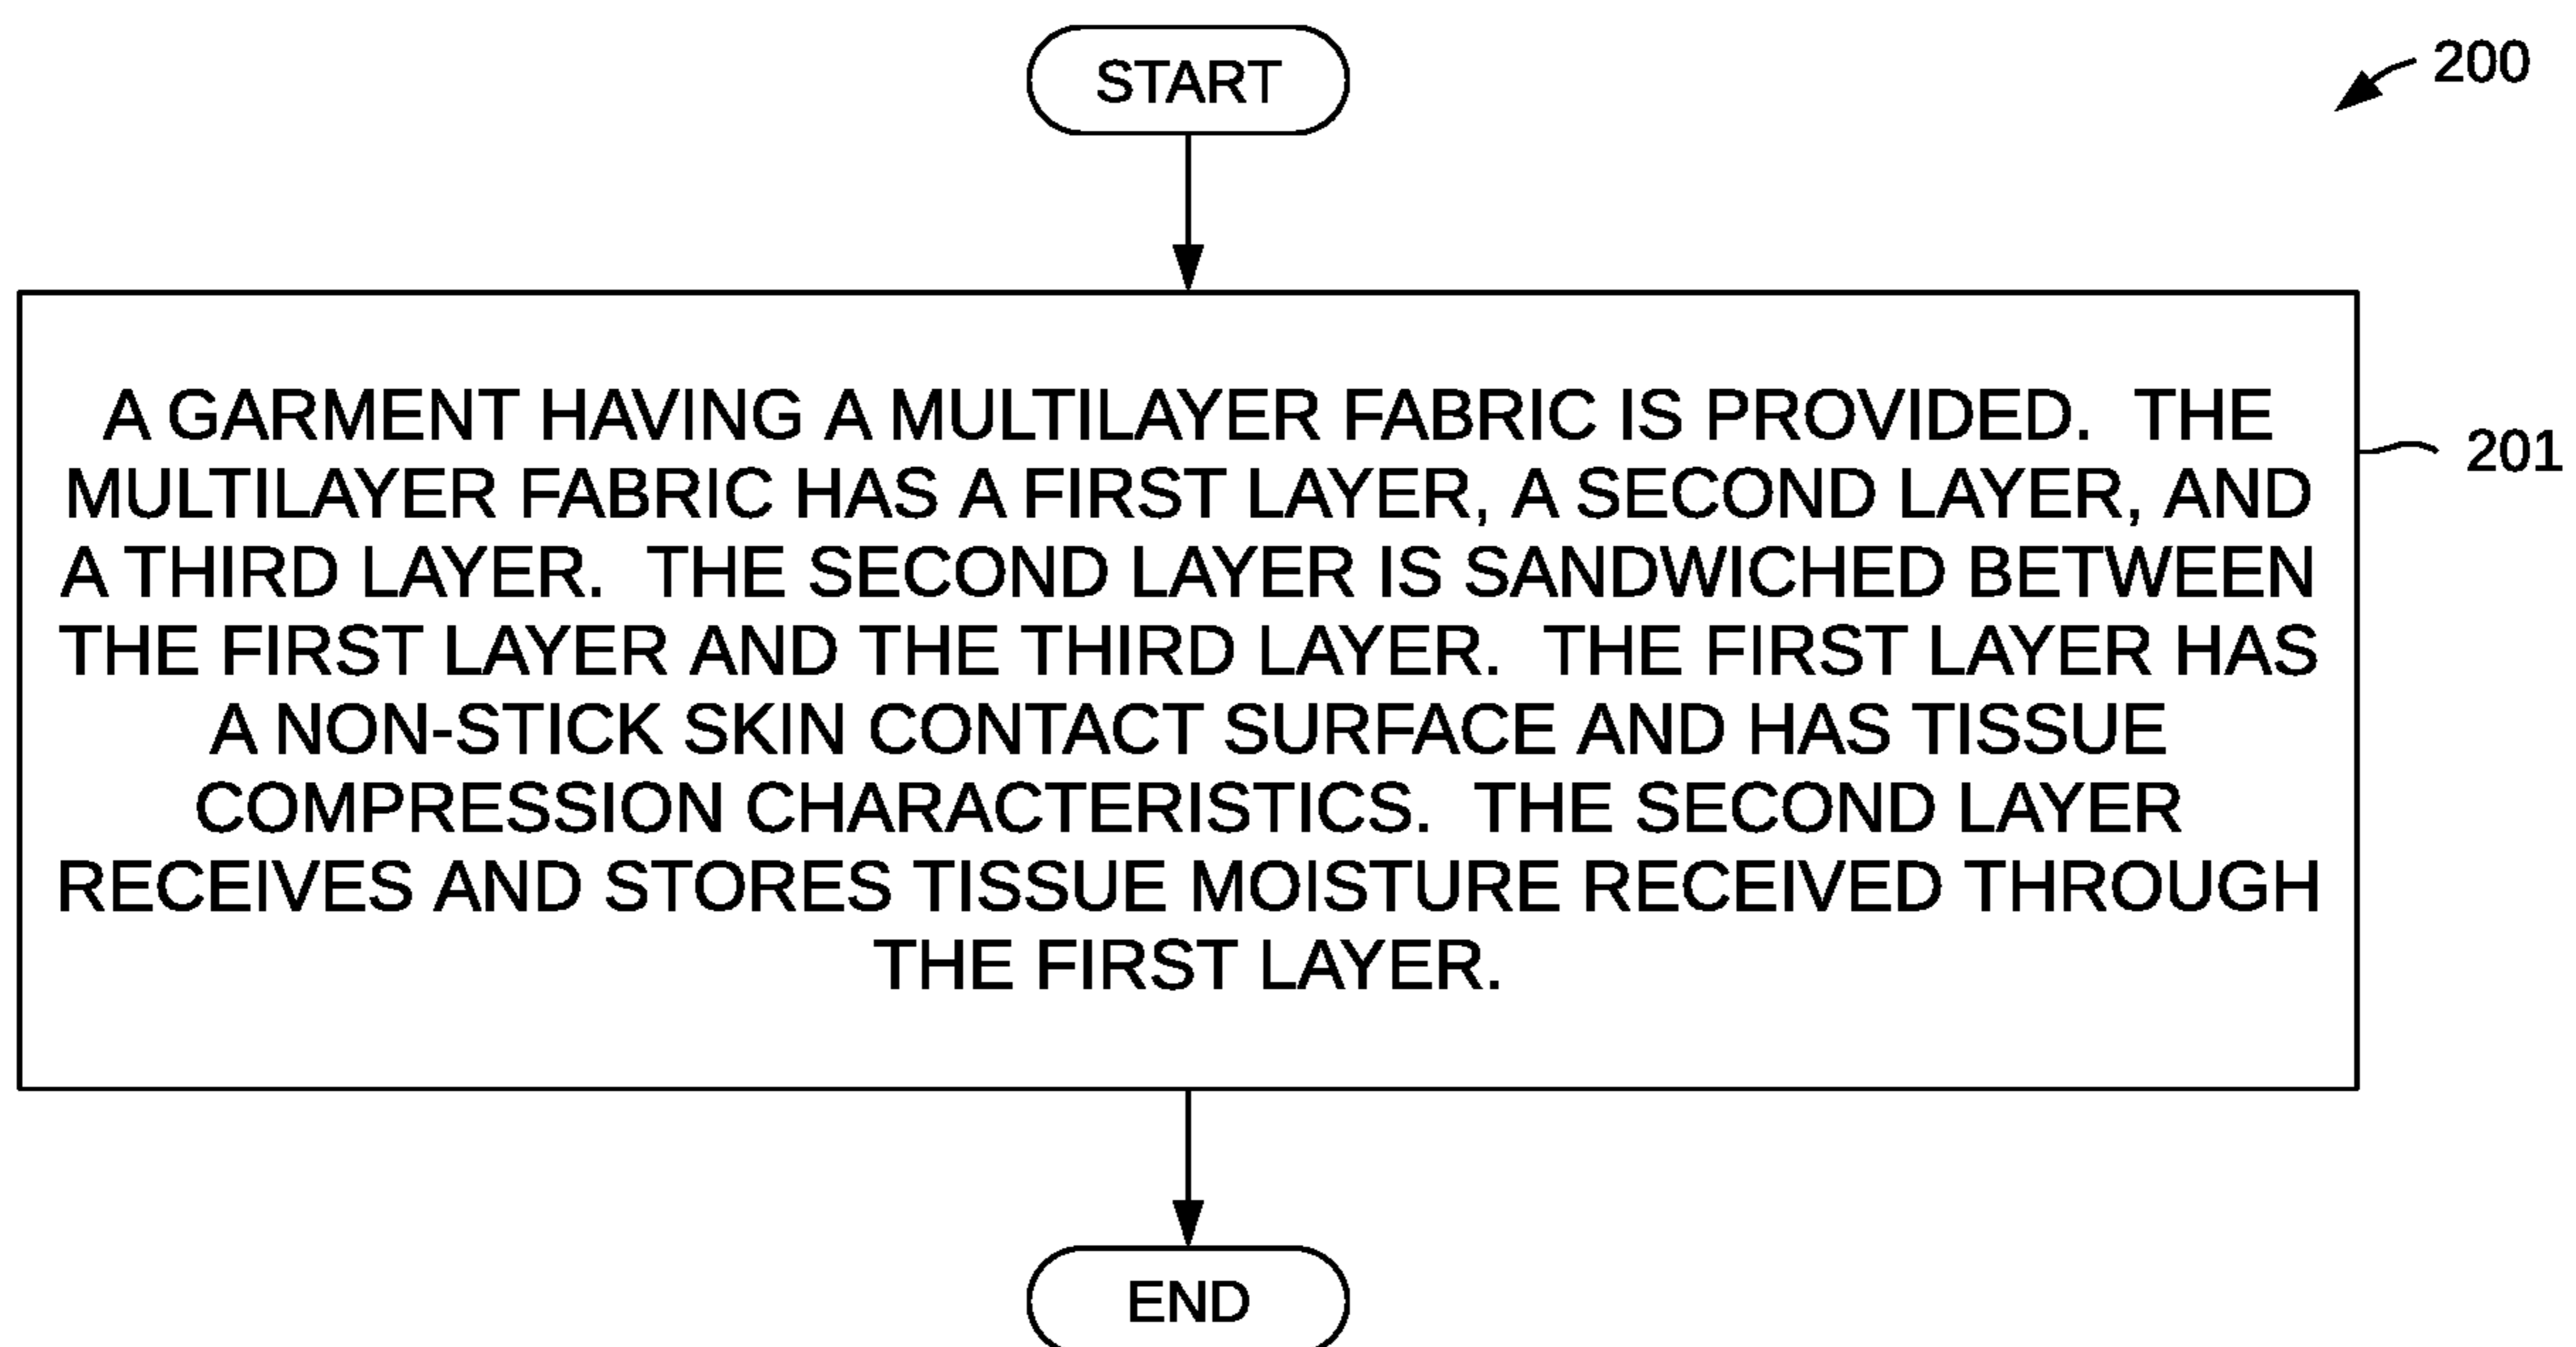 START
200
A GARMENT HAVING A MULTILAYER FABRIC IS PROVIDED. THE
MULTILAYER FABRIC HAS A FIRST LAYER, A SECOND LAYER, AND
A THIRD LAYER. THE SECOND LAYER IS SANDWICHED BETWEEN
THE FIRST LAYER AND THE THIRD LAYER. THE FIRST LAYER HAS
A NON-STICK SKIN CONTACT SURFACE AND HAS TISSUE
COMPRESSION CHARACTERISTICS. THE SECOND LAYER
RECEIVES AND STORES TISSUE MOISTURE RECEIVED THROUGH
THE FIRST LAYER.
201
END